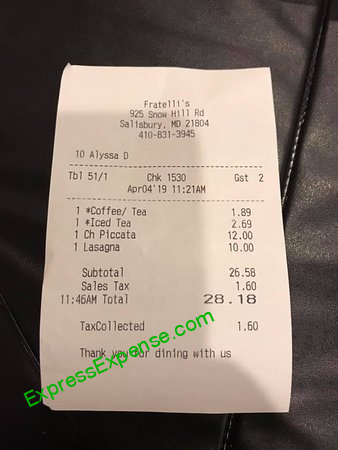 Fratelli's
925 Snow Hill Rd
Salisbury, MD 21804
410-831-3945
10 Alyssa D
Tbl 51/1 Chk 1530 Gst 2
Apr04'19 11:21AM
1 *Coffee/ Tea 1.89
1 *Iced Tea 2.69
1 Ch Piccata 12.00
1 Lasagna 10.00
Subtotal 26.58
Sales Tax 1.60
11:46AM Total 28.18
TaxCollected 1.60
Thank you for dining with us
ExpressExpense.com